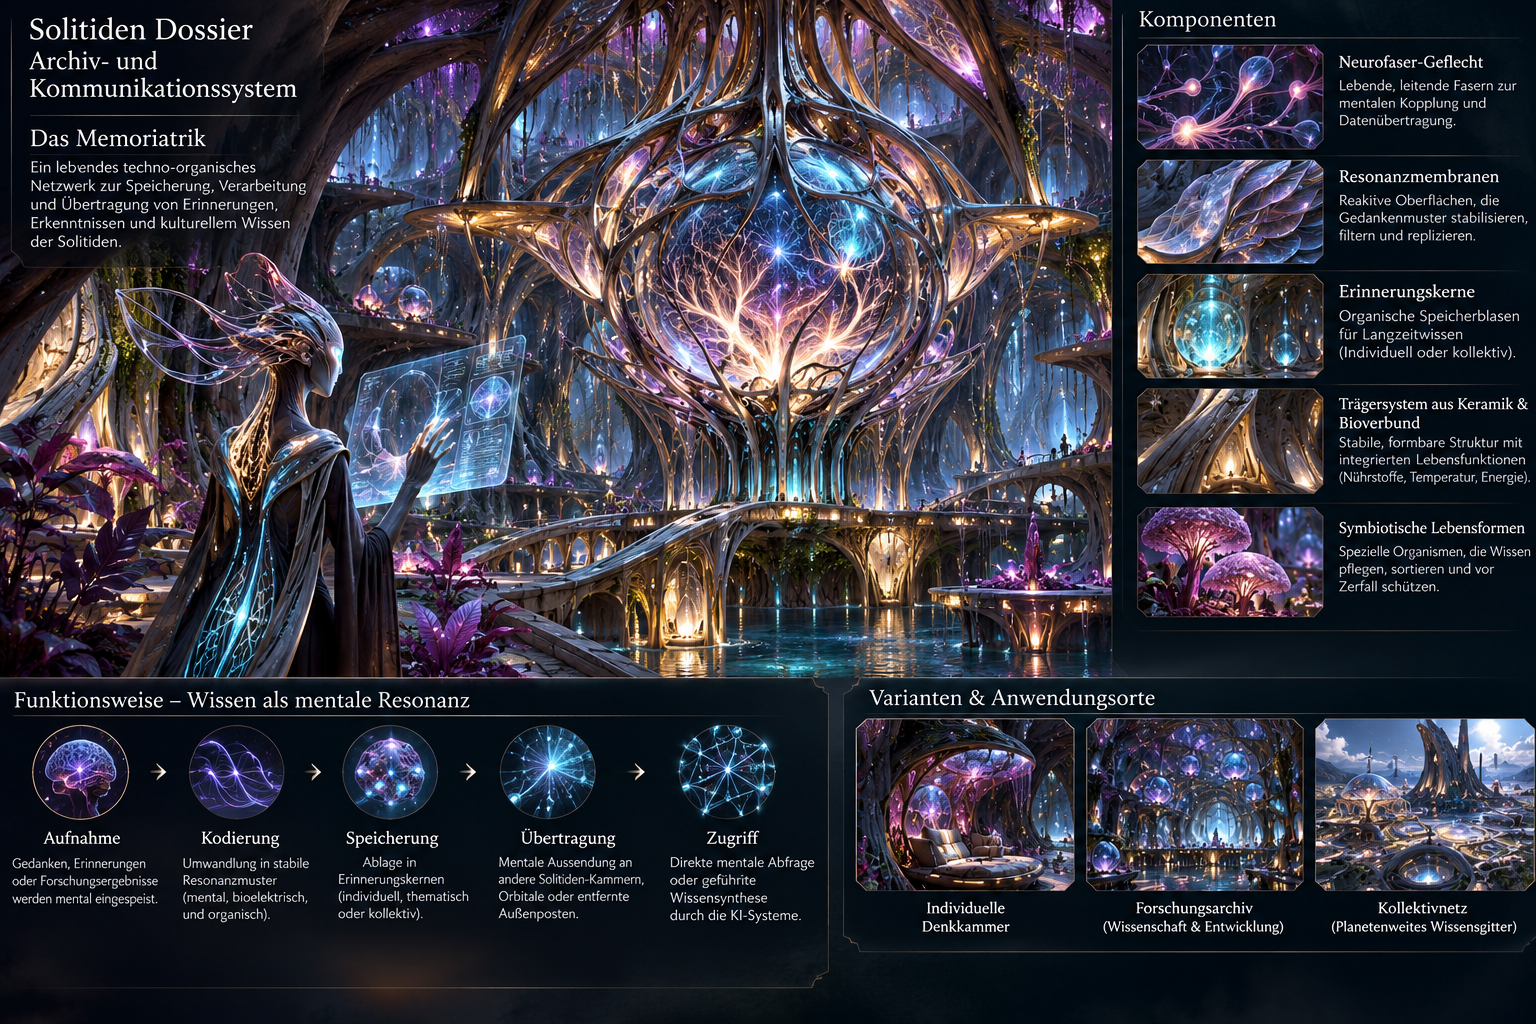 Solitiden Dossier
Archiv- und
Kommunikationssystem
Das Memoriatrik
Ein lebendes techno-organisches
Netzwerk zur Speicherung, Verarbeitung
und Übertragung von Erinnerungen,
Erkenntnissen und kulturellem Wissen
der Solitiden.
Komponenten
Neurofaser-Geflecht
Lebende, leitende Fasern zur
mentalen Kopplung und
Datenübertragung.
Resonanzmembranen
Reakitve Oberflächen, die
Gedankenmuster stabilisieren,
filtern und replizieren.
Erinnerungskerne
Organische Speicherblasen
für Langzeitwissen
(Individuell oder kollektiv).
Trägersystem aus Keramik &
Bioverbund
Stabile, formbare Struktur mit
integrierten Lebensfunktionen
(Nührstoffe, Temperatur, Energie).
Symbiotische Lebensformen
Spezielle Organismen, die Wissen
pflegen, sortieren und vor
Zerfall schützen.
Funktionsweise – Wissen als mentale Resonanz
Aufnahme
Gedanken, Erinnerungen
oder Forschungsergebnisse
werden mental eingespeist.
Kodierung
Umwandlung in stabile
Resonanzmuster
(mental, bioelektrisch,
und organisch).
Speicherung
Ablage in
Erinnerungskernen
(individuell, thematisch
oder kollektiv).
Übertragung
Mentale Aussendung an
andere Solitiden-Kammern,
Orbitale oder entfernte
Außenposten.
Zugriff
Direkte mentale Abfrage
oder geführte
Wissensynthese
durch die KI-Systeme.
Varianten & Anwendungsorte
Individuelle
Denkkammer
Forschungsarchiv
(Wissenschaft & Entwicklung)
Kollektivnetz
(Planetenweites Wissensgitter)